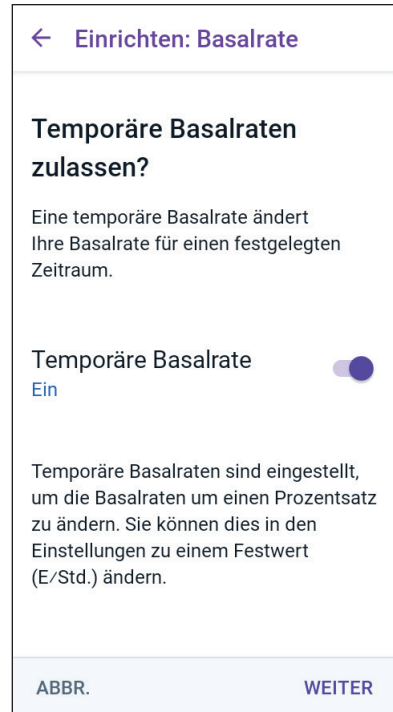 Einrichten: Basalrate
Temporäre Basalraten
zulassen?
Eine temporäre Basalrate ändert
Ihre Basalrate für einen festgelegten
Zeitraum.
Temporäre Basalrate
Ein
Temporäre Basalraten sind eingestellt,
um die Basalraten um einen Prozentsatz
zu ändern. Sie können dies in den
Einstellungen zu einem Festwert
(E/Std.) ändern.
ABBR.
WEITER